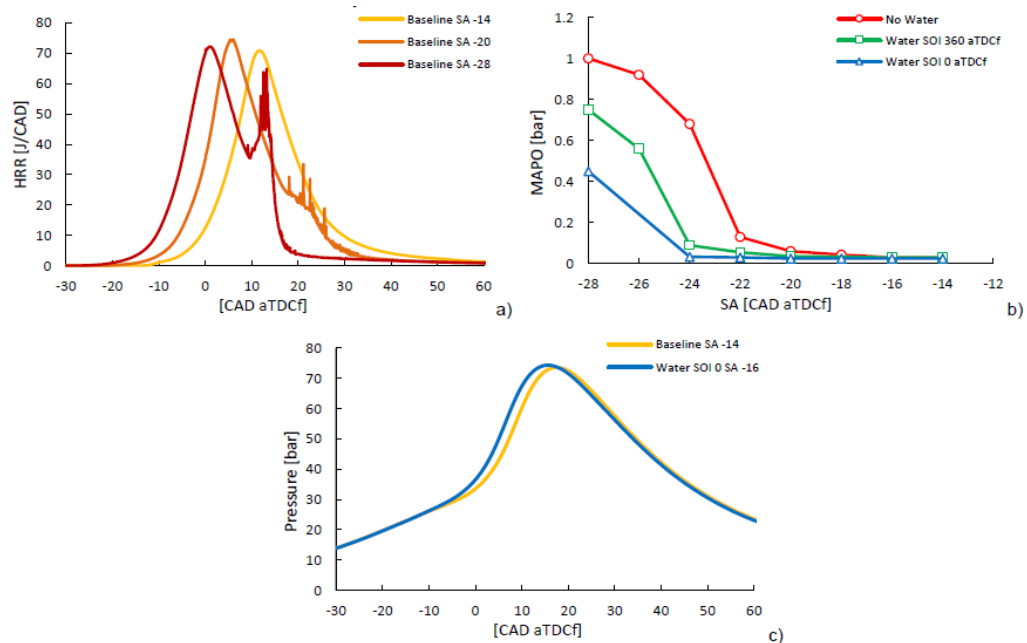 Baseline SA -14
Baseline SA -20
Baseline SA -28
HRR [J/CAD]
80
70
60
50
40
30
20
10
0
-30 -20 -10 0 10 20 30 40 50 60
[CAD aTDCf]
a)
No Water
Water SOI 360 aTDCf
Water SOI 0 aTDCf
MAPO [bar]
1.2
1
0.8
0.6
0.4
0.2
0
-28 -26 -24 -22 -20 -18 -16 -14 -12
SA [CAD aTDCf]
b)
Baseline SA -14
Water SOI 0 SA -16
Pressure [bar]
80
70
60
50
40
30
20
10
0
-30 -20 -10 0 10 20 30 40 50 60
[CAD aTDCf]
c)